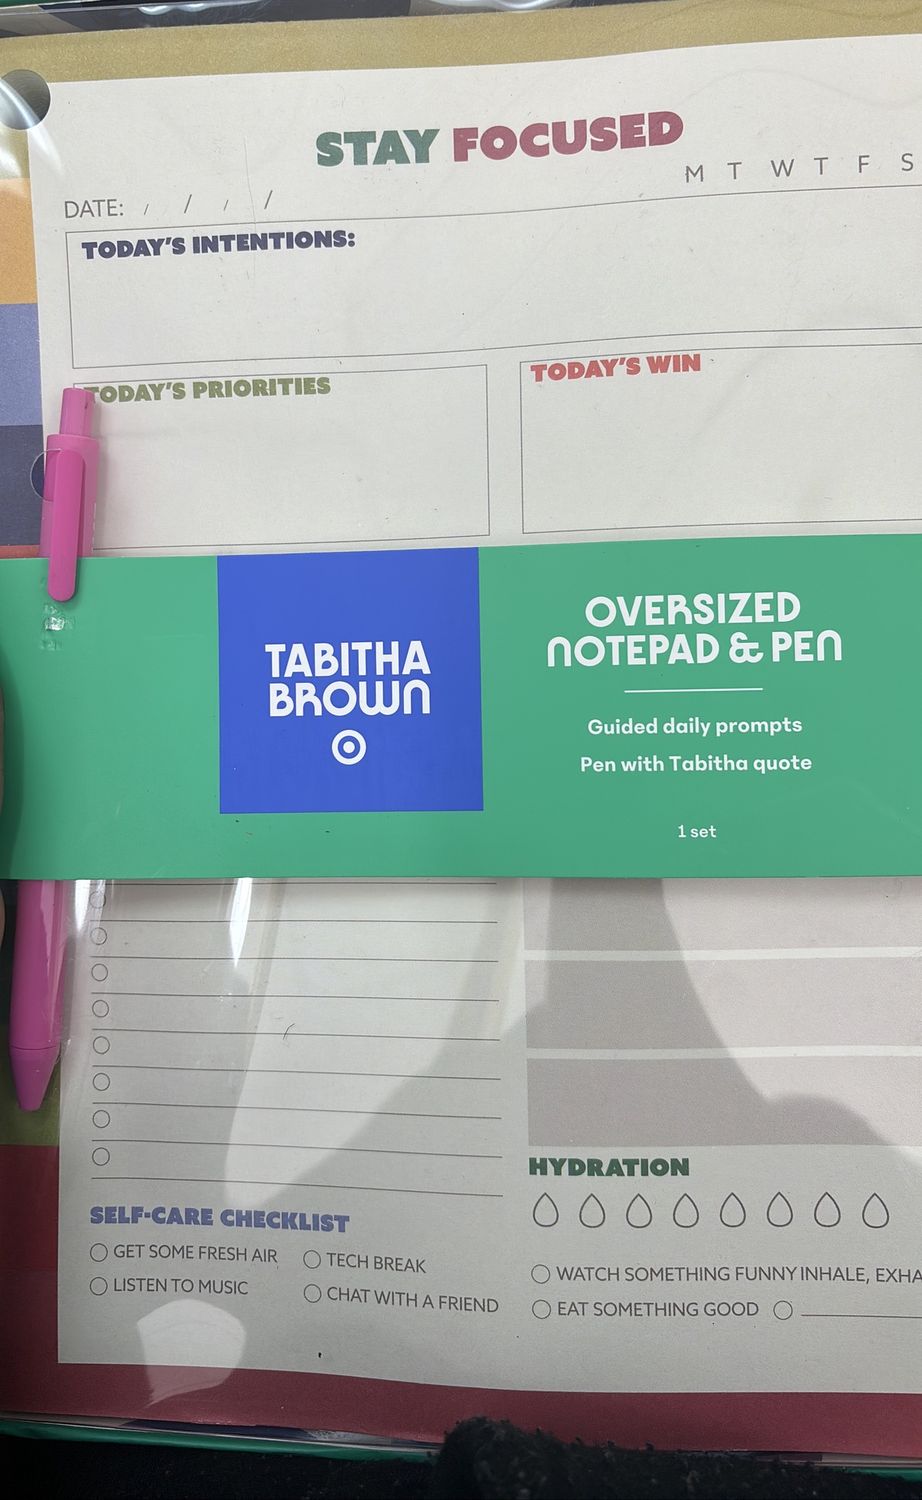 STAY FOCUSED
M T W T F S
DATE: / / / /
TODAY'S INTENTIONS:
TODAY'S PRIORITIES
TODAY'S WIN
TABITHA
BROWN
OVERSIZED
NOTEPAD & PEN
Guided daily prompts
Pen with Tabitha quote
1 set
HYDRATION
SELF-CARE CHECKLIST
GET SOME FRESH AIR
TECH BREAK
LISTEN TO MUSIC
CHAT WITH A FRIEND
WATCH SOMETHING FUNNY
INHALE, EXHA
EAT SOMETHING GOOD